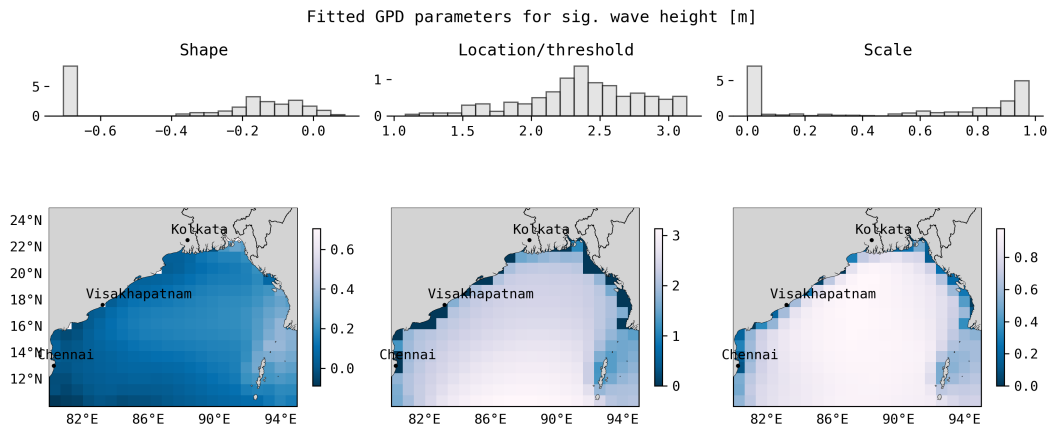 Fitted GPD parameters for sig. wave height [m]
Shape
Location/threshold
Scale
5
0
−0.6
−0.4
−0.2
0.0
1
0
1.0
1.5
2.0
2.5
3.0
5
0
0.0
0.2
0.4
0.6
0.8
1.0
24°N
22°N
20°N
18°N
16°N
14°N
12°N
Kolkata
Visakhapatnam
Chennai
82°E
86°E
90°E
94°E
0.6
0.4
0.2
0.0
Kolkata
Visakhapatnam
Chennai
82°E
86°E
90°E
94°E
3
2
1
0
Kolkata
Visakhapatnam
Chennai
82°E
86°E
90°E
94°E
0.8
0.6
0.4
0.2
0.0